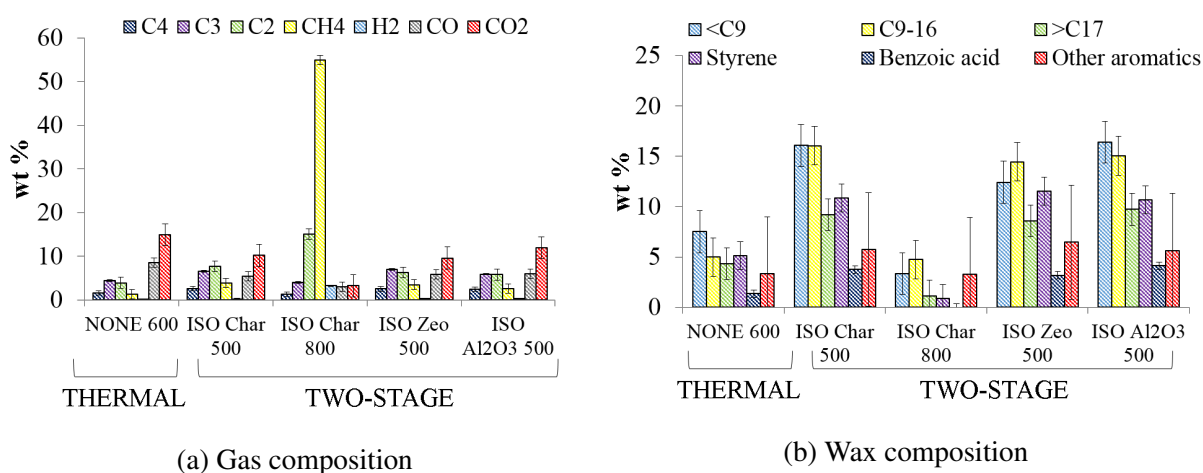 C4 C3 C2 CH4 H2 CO CO2
60
50
40
30
20
10
0
wt %
NONE 600
ISO Char
500
ISO Char
800
ISO Zeo
500
ISO
Al2O3 500
THERMAL
TWO-STAGE
(a) Gas composition
<C9 C9-16 >C17
Styrene Benzoic acid Other aromatics
25
20
15
10
5
0
wt %
NONE 600
ISO Char
500
ISO Char
800
ISO Zeo
500
ISO Al2O3
500
THERMAL
TWO-STAGE
(b) Wax composition